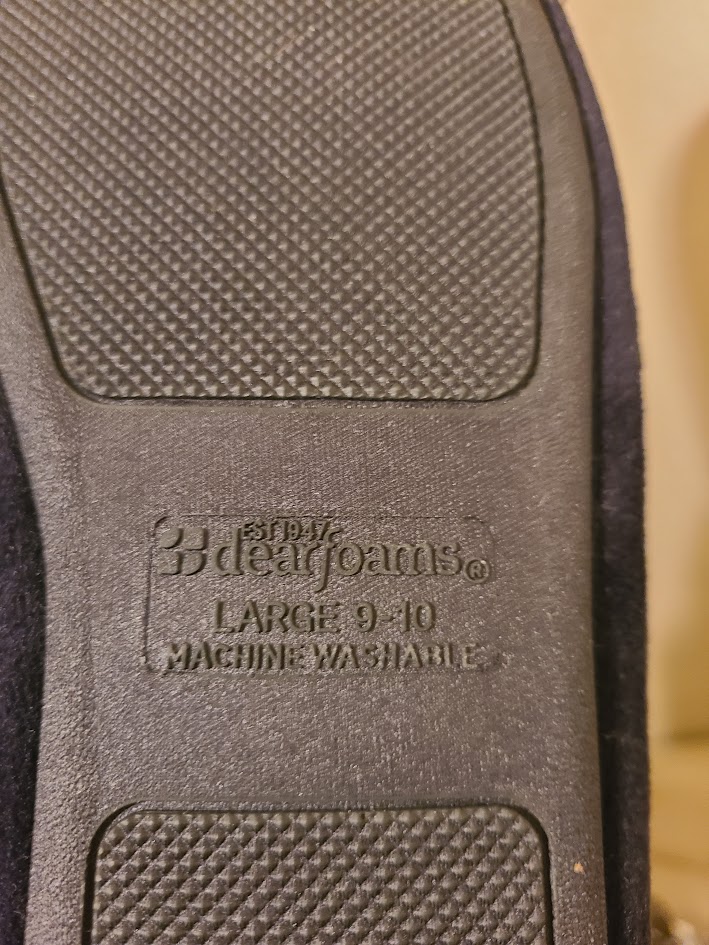 EST 1947
dearfoams®
LARGE 9-10
MACHINE WASHABLE